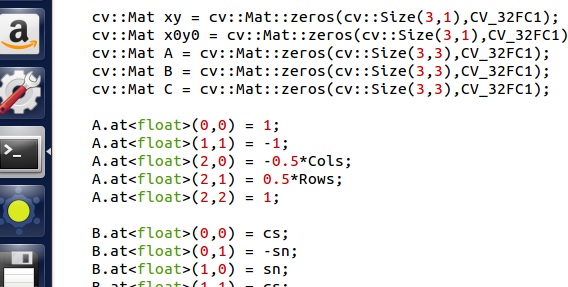 cv::Mat xy = cv::Mat::zeros(cv::Size(3,1),CV_32FC1);
cv::Mat x0y0 = cv::Mat::zeros(cv::Size(3,1),CV_32FC1)
cv::Mat A = cv::Mat::zeros(cv::Size(3,3),CV_32FC1);
cv::Mat B = cv::Mat::zeros(cv::Size(3,3),CV_32FC1);
cv::Mat C = cv::Mat::zeros(cv::Size(3,3),CV_32FC1);
A.at<float>(0,0) = 1;
A.at<float>(1,1) = -1;
A.at<float>(2,0) = -0.5*Cols;
A.at<float>(2,1) = 0.5*Rows;
A.at<float>(2,2) = 1;
B.at<float>(0,0) = cs;
B.at<float>(0,1) = -sn;
B.at<float>(1,0) = sn;
B.at<float>(1,1) = cs;